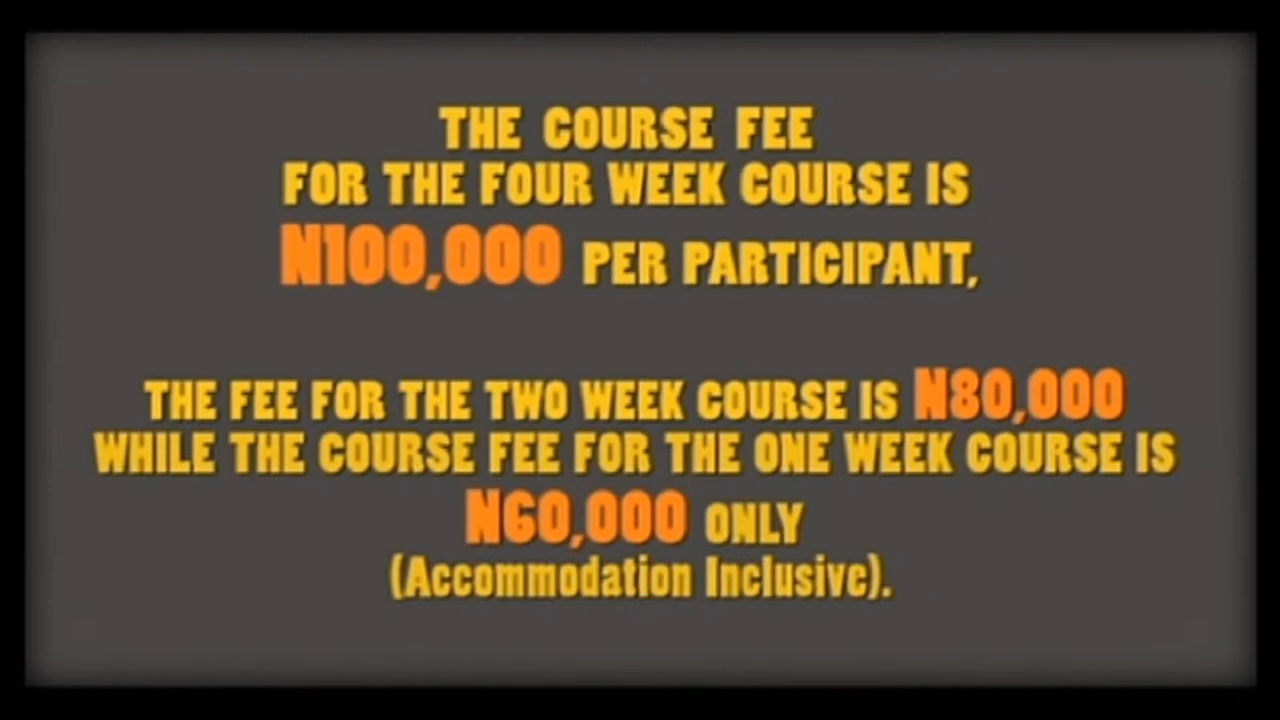 THE COURSE FEE
FOR THE FOUR WEEK COURSE IS
N100,000 PER PARTICIPANT,
THE FEE FOR THE TWO WEEK COURSE IS N80,000
WHILE THE COURSE FEE FOR THE ONE WEEK COURSE IS
N60,000 ONLY
(Accommodation Inclusive).